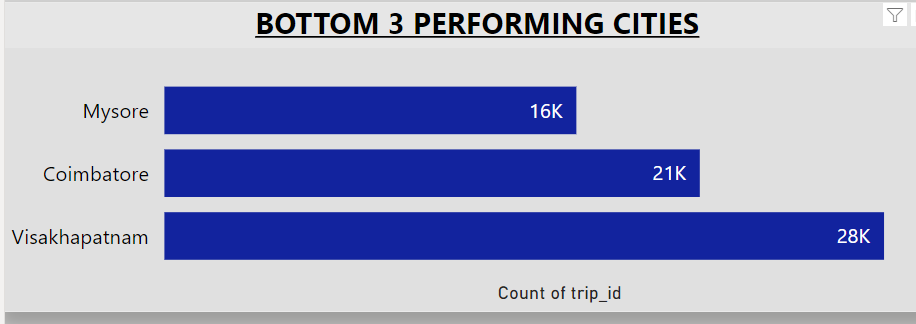 BOTTOM 3 PERFORMING CITIES
Mysore 16K
Coimbatore 21K
Visakhapatnam 28K
Count of trip_id